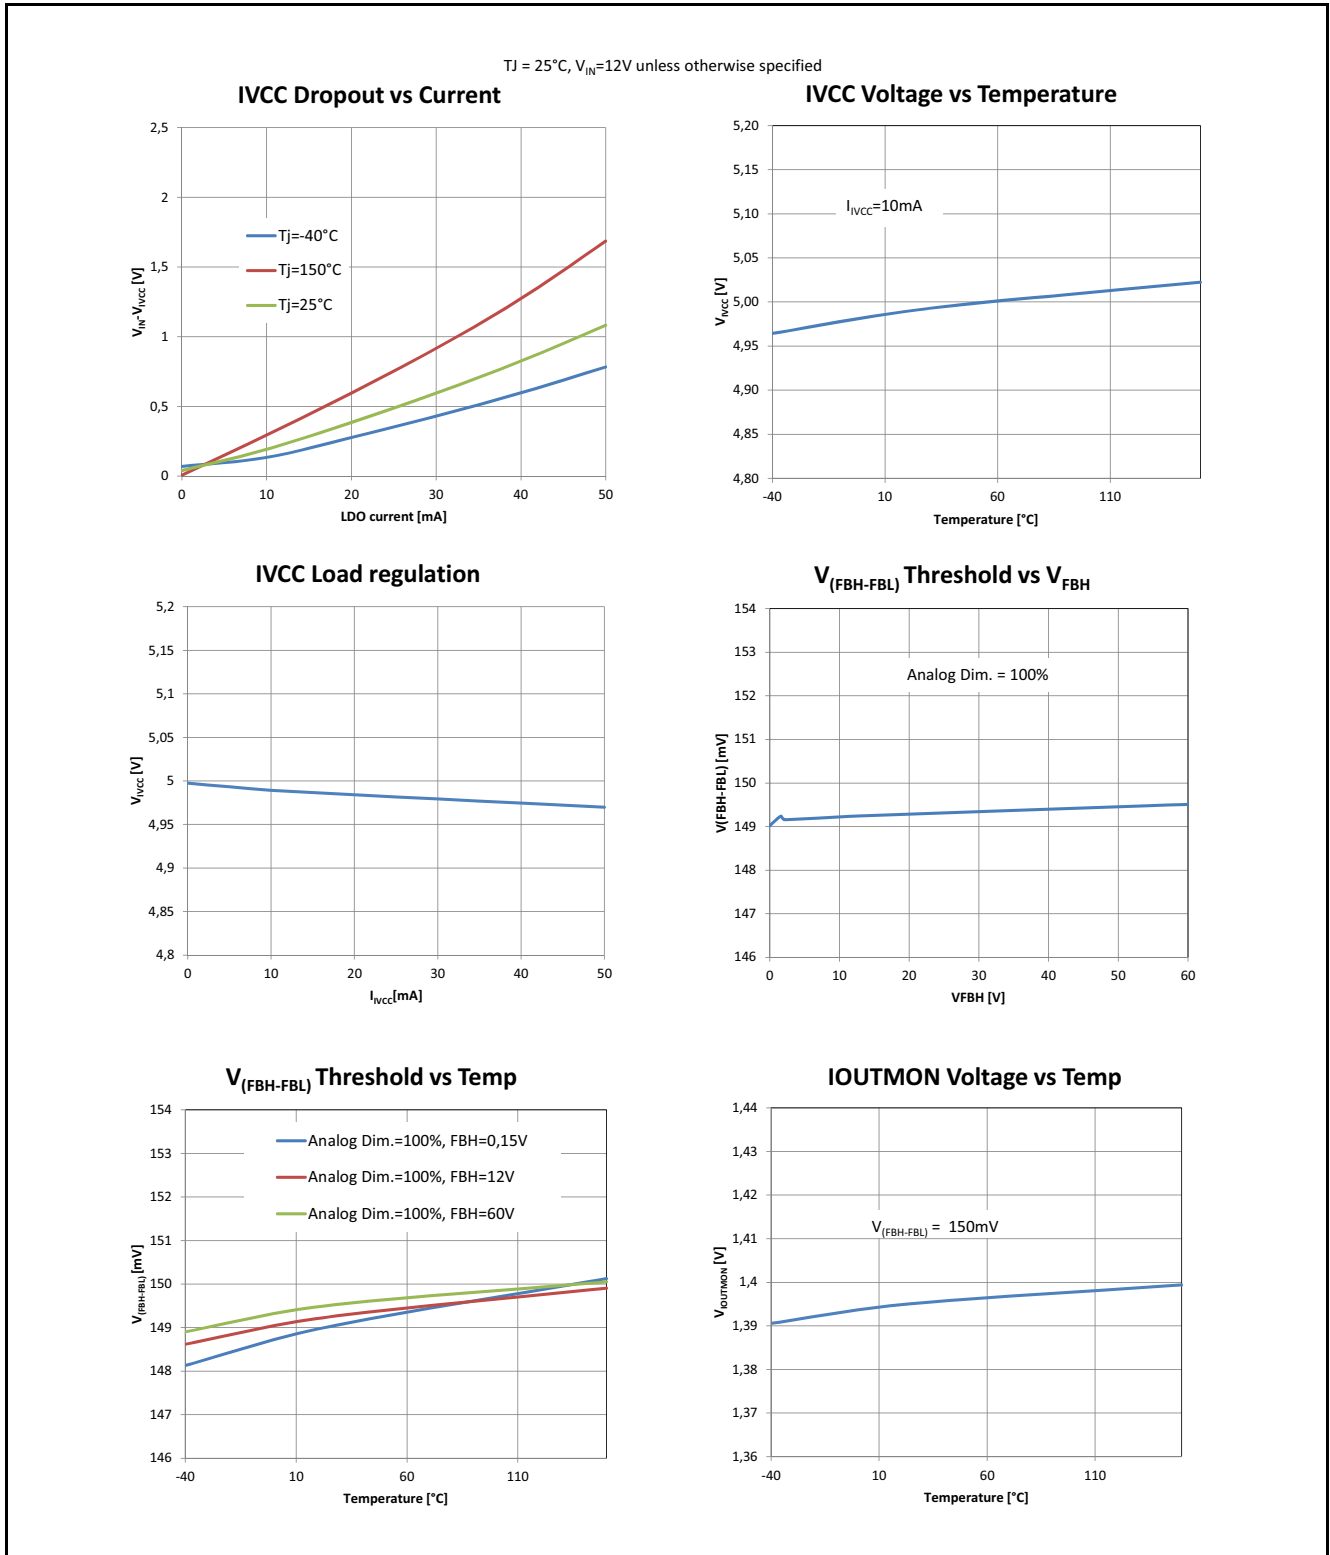 TJ = 25°C, VIN=12V unless otherwise specified
IVCC Dropout vs Current
2,5
2
1,5
1
0,5
0
VIN-VIVCC [V]
Tj=-40°C
Tj=150°C
Tj=25°C
0 10 20 30 40 50
LDO current [mA]
IVCC Voltage vs Temperature
5,20
5,15
5,10
5,05
5,00
4,95
4,90
4,85
4,80
VIVCC [V]
IIVCC=10mA
-40 10 60 110
Temperature [°C]
IVCC Load regulation
5,2
5,15
5,1
5,05
5
4,95
4,9
4,85
4,8
VIVCC [V]
0 10 20 30 40 50
IIVCC[mA]
V(FBH-FBL) Threshold vs VFBH
154
153
152
151
150
149
148
147
146
V(FBH-FBL) [mV]
Analog Dim. = 100%
0 10 20 30 40 50 60
VFBH [V]
V(FBH-FBL) Threshold vs Temp
154
153
152
151
150
149
148
147
146
V(FBH-FBL) [mV]
Analog Dim.=100%, FBH=0,15V
Analog Dim.=100%, FBH=12V
Analog Dim.=100%, FBH=60V
-40 10 60 110
Temperature [°C]
IOUTMON Voltage vs Temp
1,44
1,43
1,42
1,41
1,4
1,39
1,38
1,37
1,36
VIOUTMON [V]
V(FBH-FBL) = 150mV
-40 10 60 110
Temperature [°C]